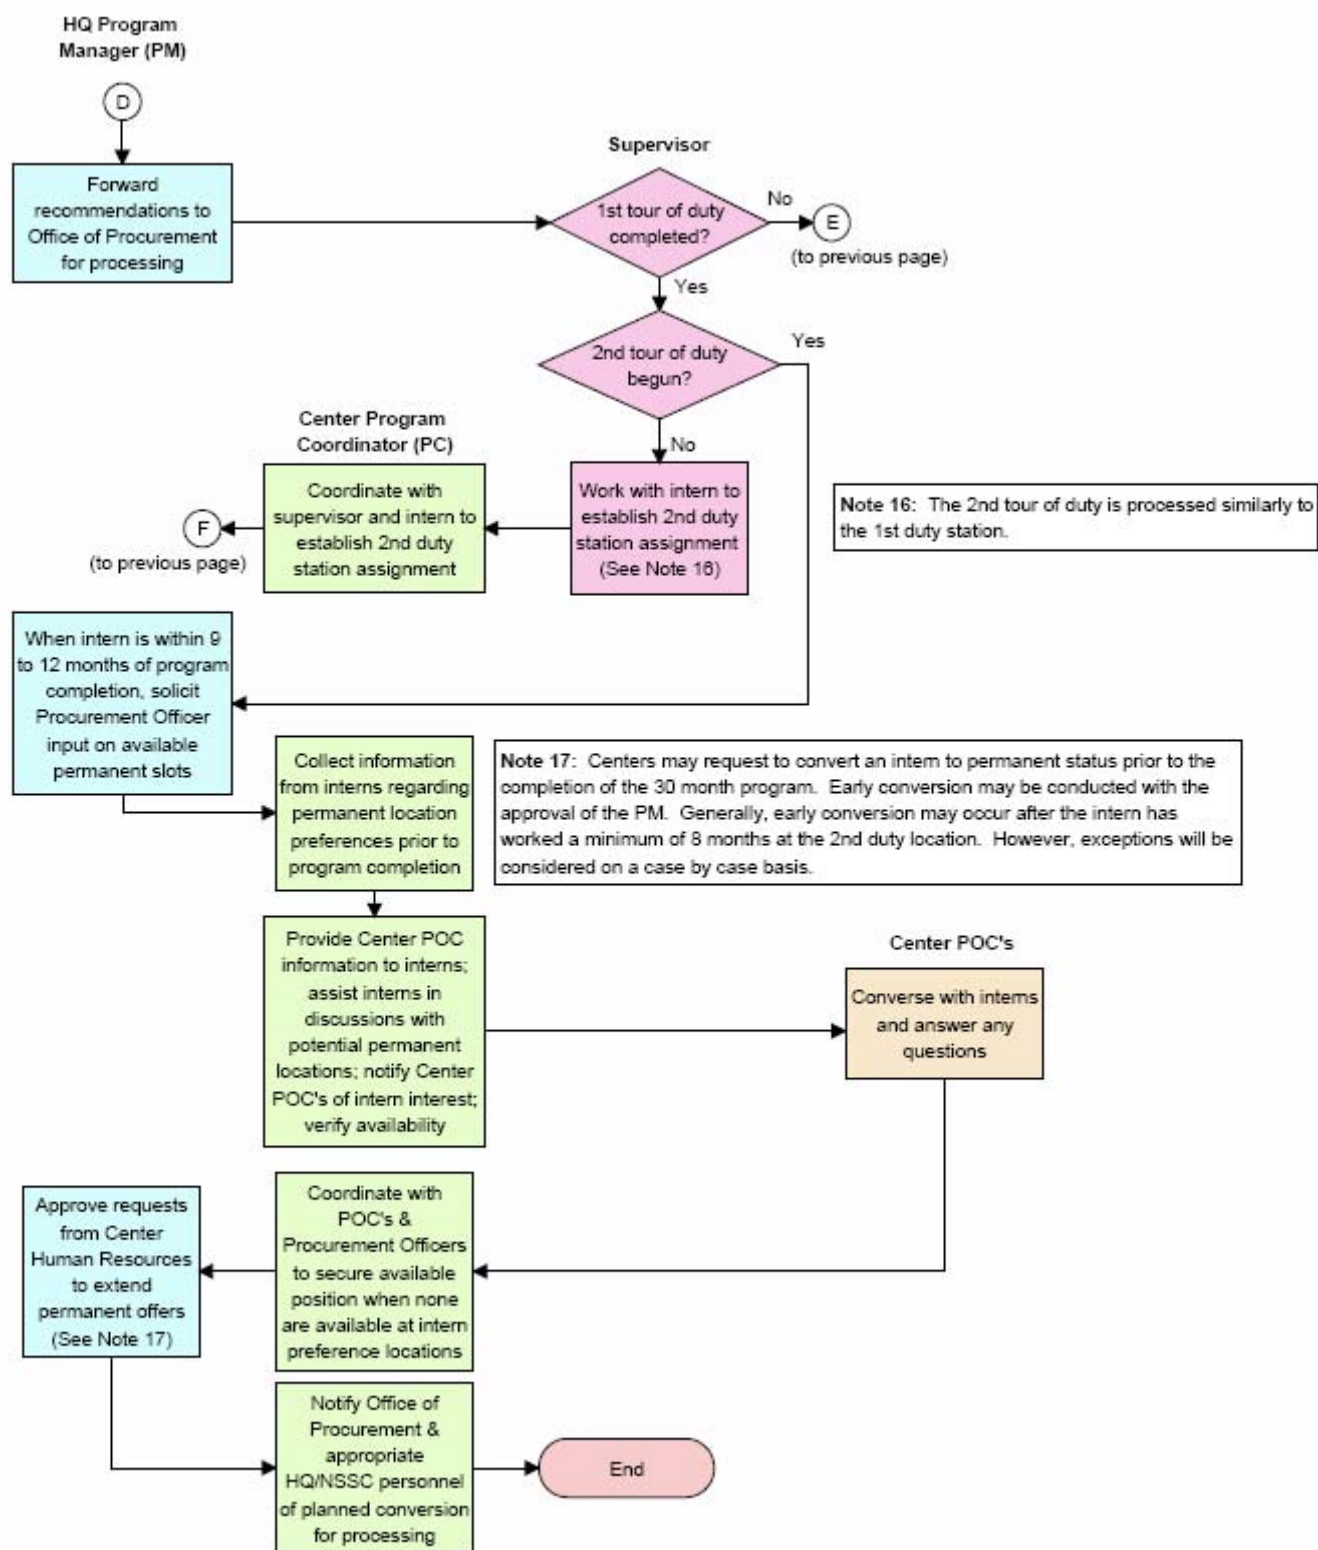 HQ Program
Manager (PM)
D
Forward
recommendations to
Office of Procurement
for processing
Supervisor
1st tour of duty
completed?
No
E
(to previous page)
Yes
2nd tour of duty
begun?
Yes
No
Center Program
Coordinator (PC)
Work with intern to
establish 2nd duty
station assignment
(See Note 16)
Coordinate with
supervisor and intern to
establish 2nd duty
station assignment
F
(to previous page)
Note 16: The 2nd tour of duty is processed similarly to
the 1st duty station.
When intern is within 9
to 12 months of program
completion, solicit
Procurement Officer
input on available
permanent slots
Collect information
from interns regarding
permanent location
preferences prior to
program completion
Note 17: Centers may request to convert an intern to permanent status prior to the
completion of the 30 month program. Early conversion may be conducted with the
approval of the PM. Generally, early conversion may occur after the intern has
worked a minimum of 8 months at the 2nd duty location. However, exceptions will be
considered on a case by case basis.
Provide Center POC
information to interns;
assist interns in
discussions with
potential permanent
locations; notify Center
POC's of intern interest;
verify availability
Center POC's
Converse with interns
and answer any
questions
Coordinate with
POC's &
Procurement Officers
to secure available
position when none
are available at intern
preference locations
Approve requests
from Center
Human Resources
to extend
permanent offers
(See Note 17)
Notify Office of
Procurement &
appropriate
HQ/NSSC personnel
of planned conversion
for processing
End